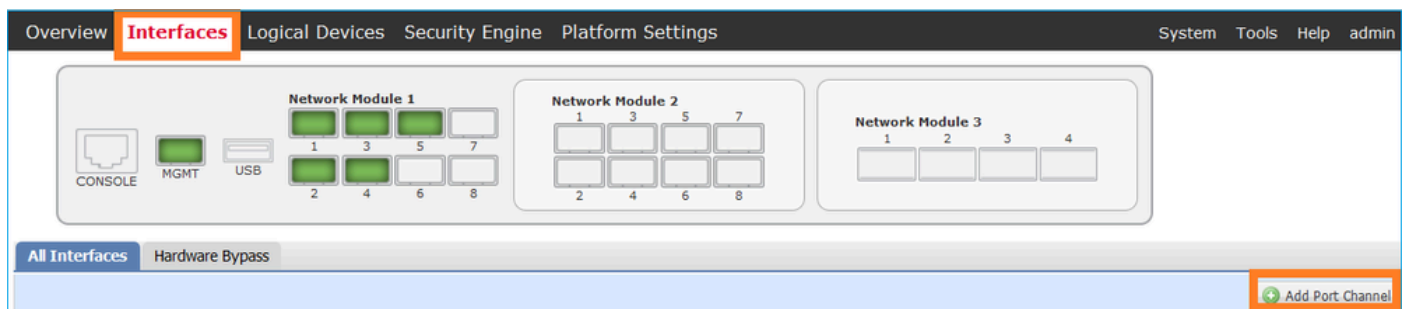 Overview Interfaces Logical Devices Security Engine Platform Settings System Tools Help admin
Network Module 1
1 3 5 7
2 4 6 8
CONSOLE MGMT USB
Network Module 2
1 3 5 7
2 4 6 8
Network Module 3
1 2 3 4
All Interfaces Hardware Bypass
Add Port Channel